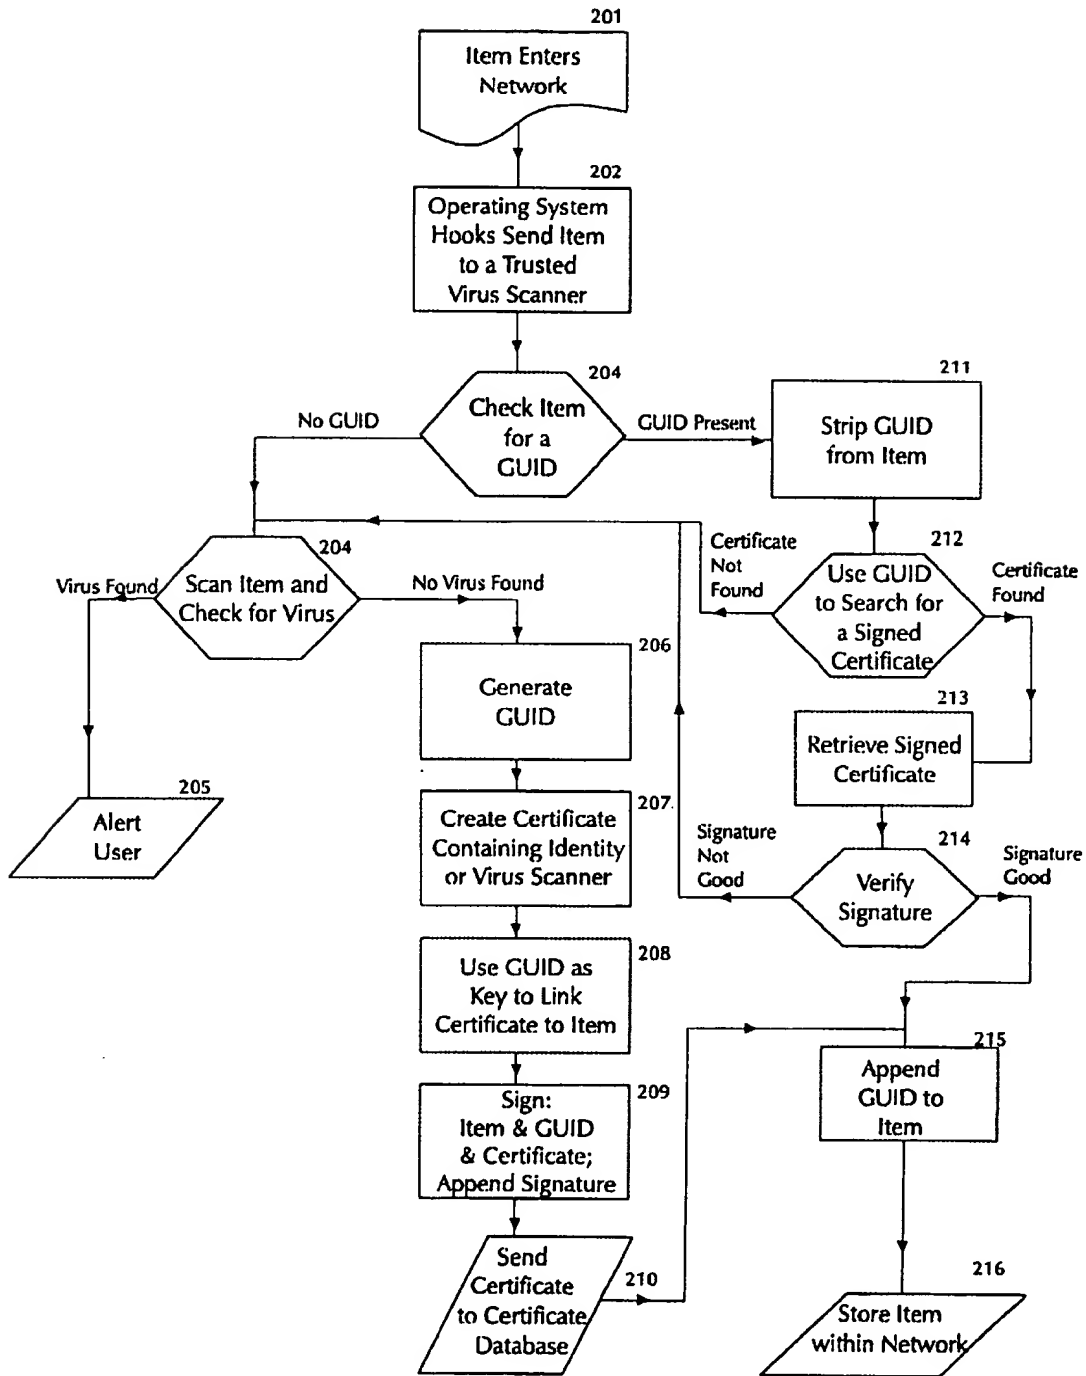 201
Item Enters
Network
202
Operating System
Hooks Send Item
to a Trusted
Virus Scanner
204
Check Item
for a
GUID
No GUID
GUID Present
211
Strip GUID
from Item
204
Scan Item and
Check for Virus
Virus Found
No Virus Found
Certificate
Not
Found
212
Use GUID
to Search for
a Signed
Certificate
Certificate
Found
206
Generate
GUID
213
Retrieve Signed
Certificate
205
Alert
User
207
Create Certificate
Containing Identity
or Virus Scanner
Signature
Not
Good
214
Verify
Signature
Signature
Good
208
Use GUID as
Key to Link
Certificate to Item
209
Sign:
Item & GUID
& Certificate;
Append Signature
215
Append
GUID to
Item
210
Send
Certificate
to Certificate
Database
216
Store Item
within Network